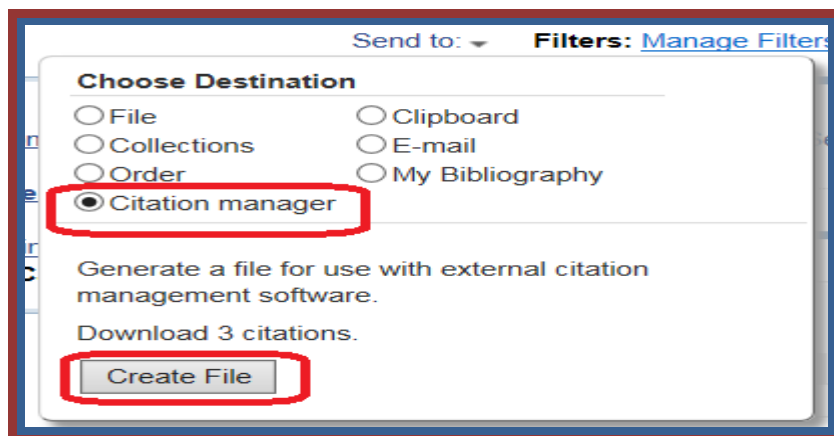 Send to: Filters: Manage Filters
Choose Destination
File Clipboard
Collections E-mail
Order My Bibliography
Citation manager
Generate a file for use with external citation
management software.
Download 3 citations.
Create File